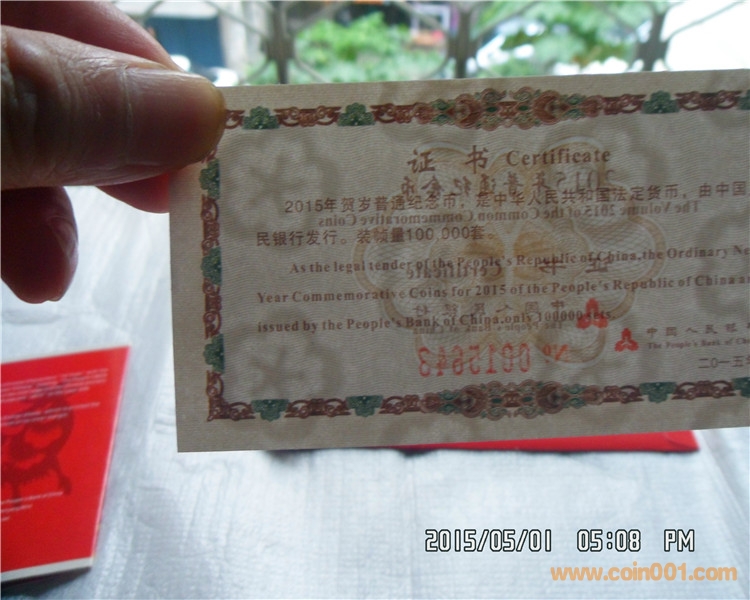 证 书 Certificate
2015年贺岁普通纪念币，是中华人民共和国法定货币，由中国
民银行发行。装帧量100,000套。
As the legal tender of the People's Republic of China,the Ordinary Ne
Year Commemorative Coins for 2015 of the People's Republic of China a
issued by the People's Bank of China,only 100000 sets.
中国人民银
The People's Bank of Chi
№ 0015643
二〇一五
2015/05/01 05:08 PM
www.coin001.com